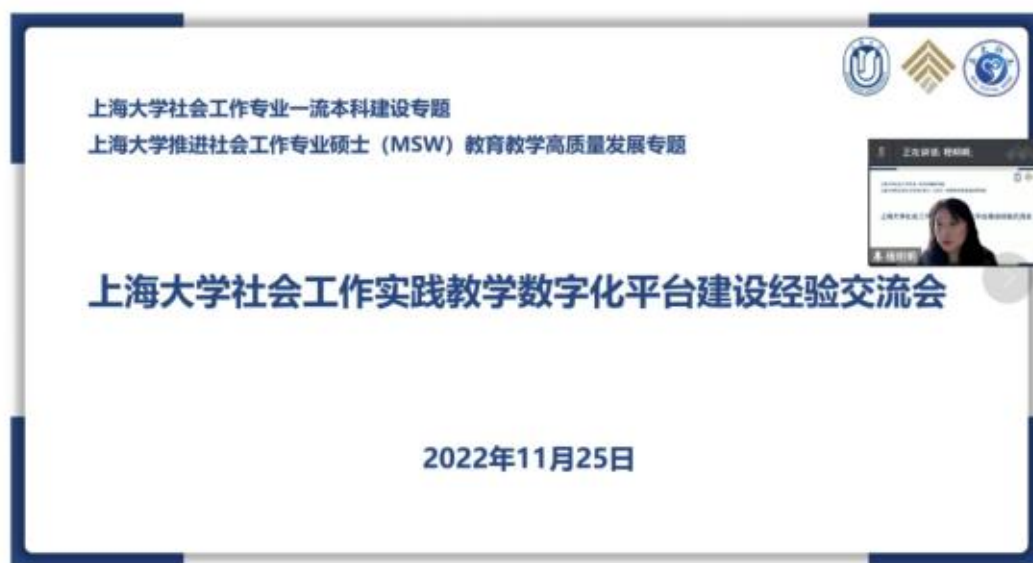 上海大学社会工作专业一流本科建设专题
上海大学推进社会工作专业硕士（MSW）教育教学高质量发展专题
正在讲话:
上海大学社会工作实践教学数字化平台建设经验交流会
2022年11月25日